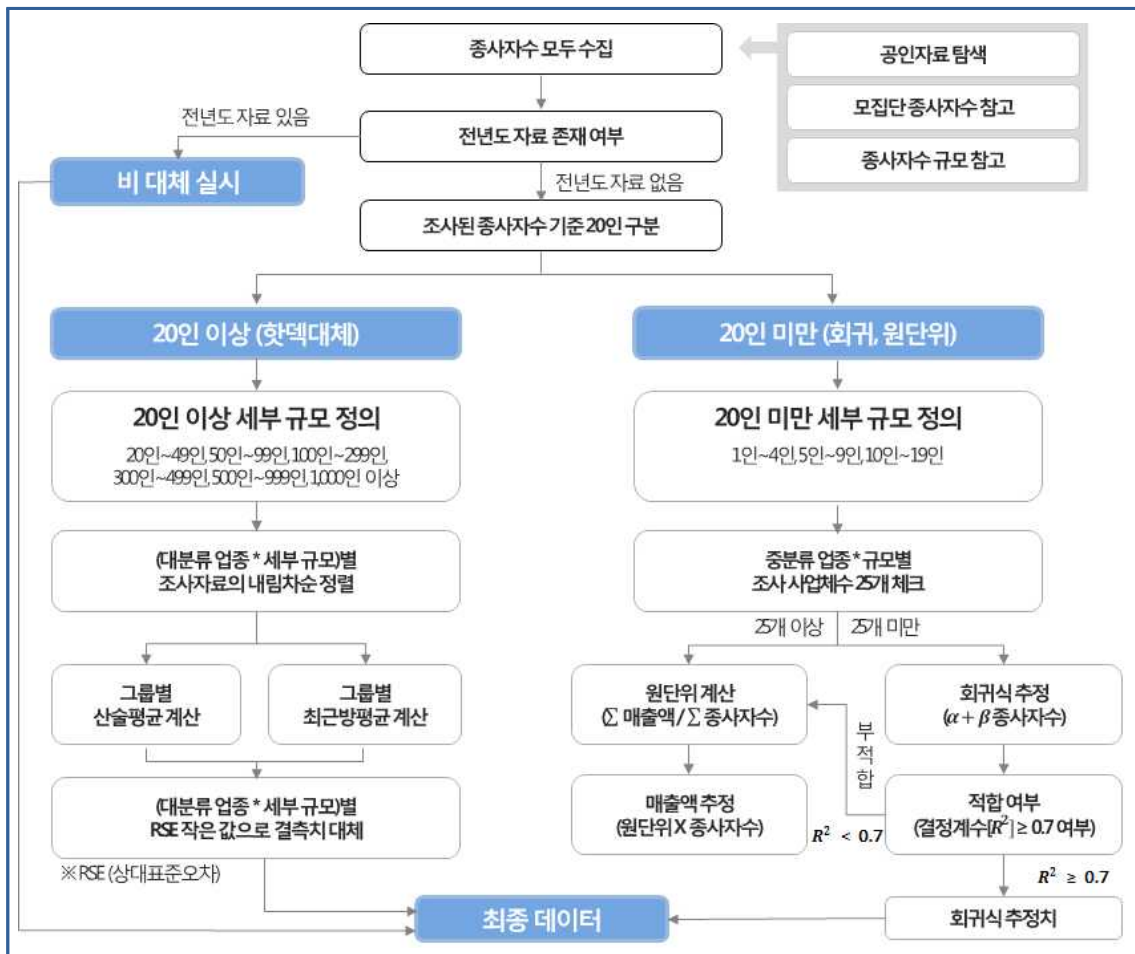 종사자수 모두 수집
공인자료 탐색
모집단 종사자수 참고
종사자수 규모 참고
전년도 자료 있음
전년도 자료 존재 여부
비 대체 실시
전년도 자료 없음
조사된 종사자수 기준 20인 구분
20인 이상 (핫덱대체)
20인 이상 세부 규모 정의
20인~49인, 50인~99인, 100인~299인,
300인~499인, 500인~999인, 1,000인 이상
(대분류 업종 * 세부 규모)별
조사자료의 내림차순 정렬
그룹별
산술평균 계산
그룹별
최근방평균 계산
(대분류 업종 * 세부 규모)별
RSE 작은 값으로 결측치 대체
※ RSE (상대표준오차)
20인 미만 (회귀, 원단위)
20인 미만 세부 규모 정의
1인~4인, 5인~9인, 10인~19인
중분류 업종 * 규모별
조사 사업체수 25개 체크
25개 이상
25개 미만
원단위 계산
(∑ 매출액 / ∑ 종사자수)
회귀식 추정
(α + β 종사자수)
부적합
매출액 추정
(원단위 X 종사자수)
적합 여부
(결정계수[R²] ≥ 0.7 여부)
R² < 0.7
R² ≥ 0.7
회귀식 추정치
최종 데이터